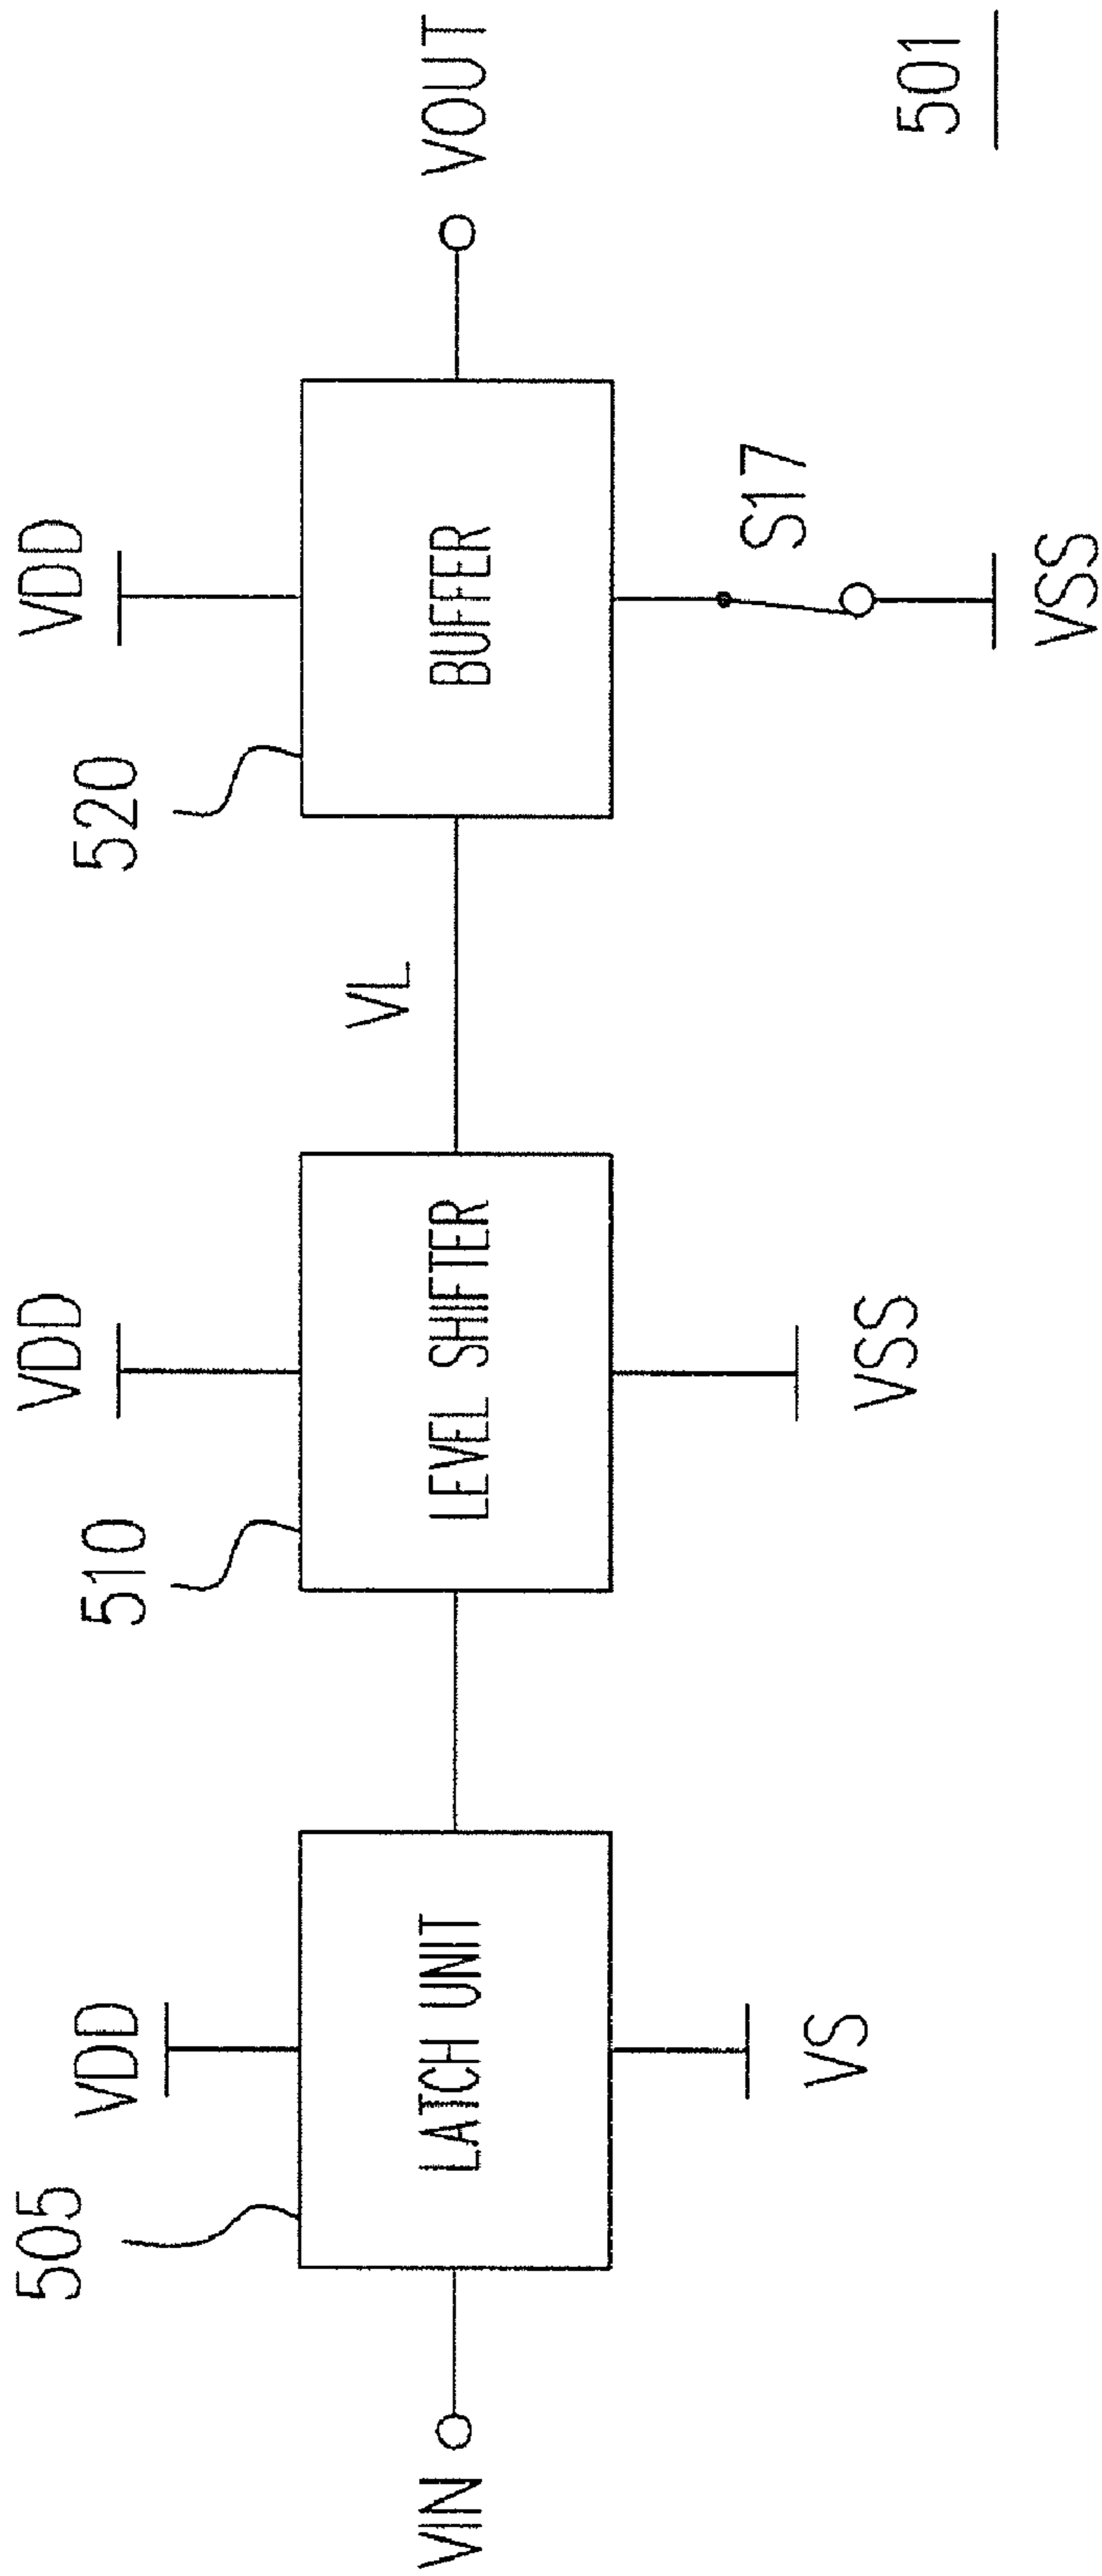 505
VDD
VIN
LATCH UNIT
VS
510
VDD
LEVEL SHIFTER
VSS
VL
520
VDD
BUFFER
S17
VSS
VOUT
501